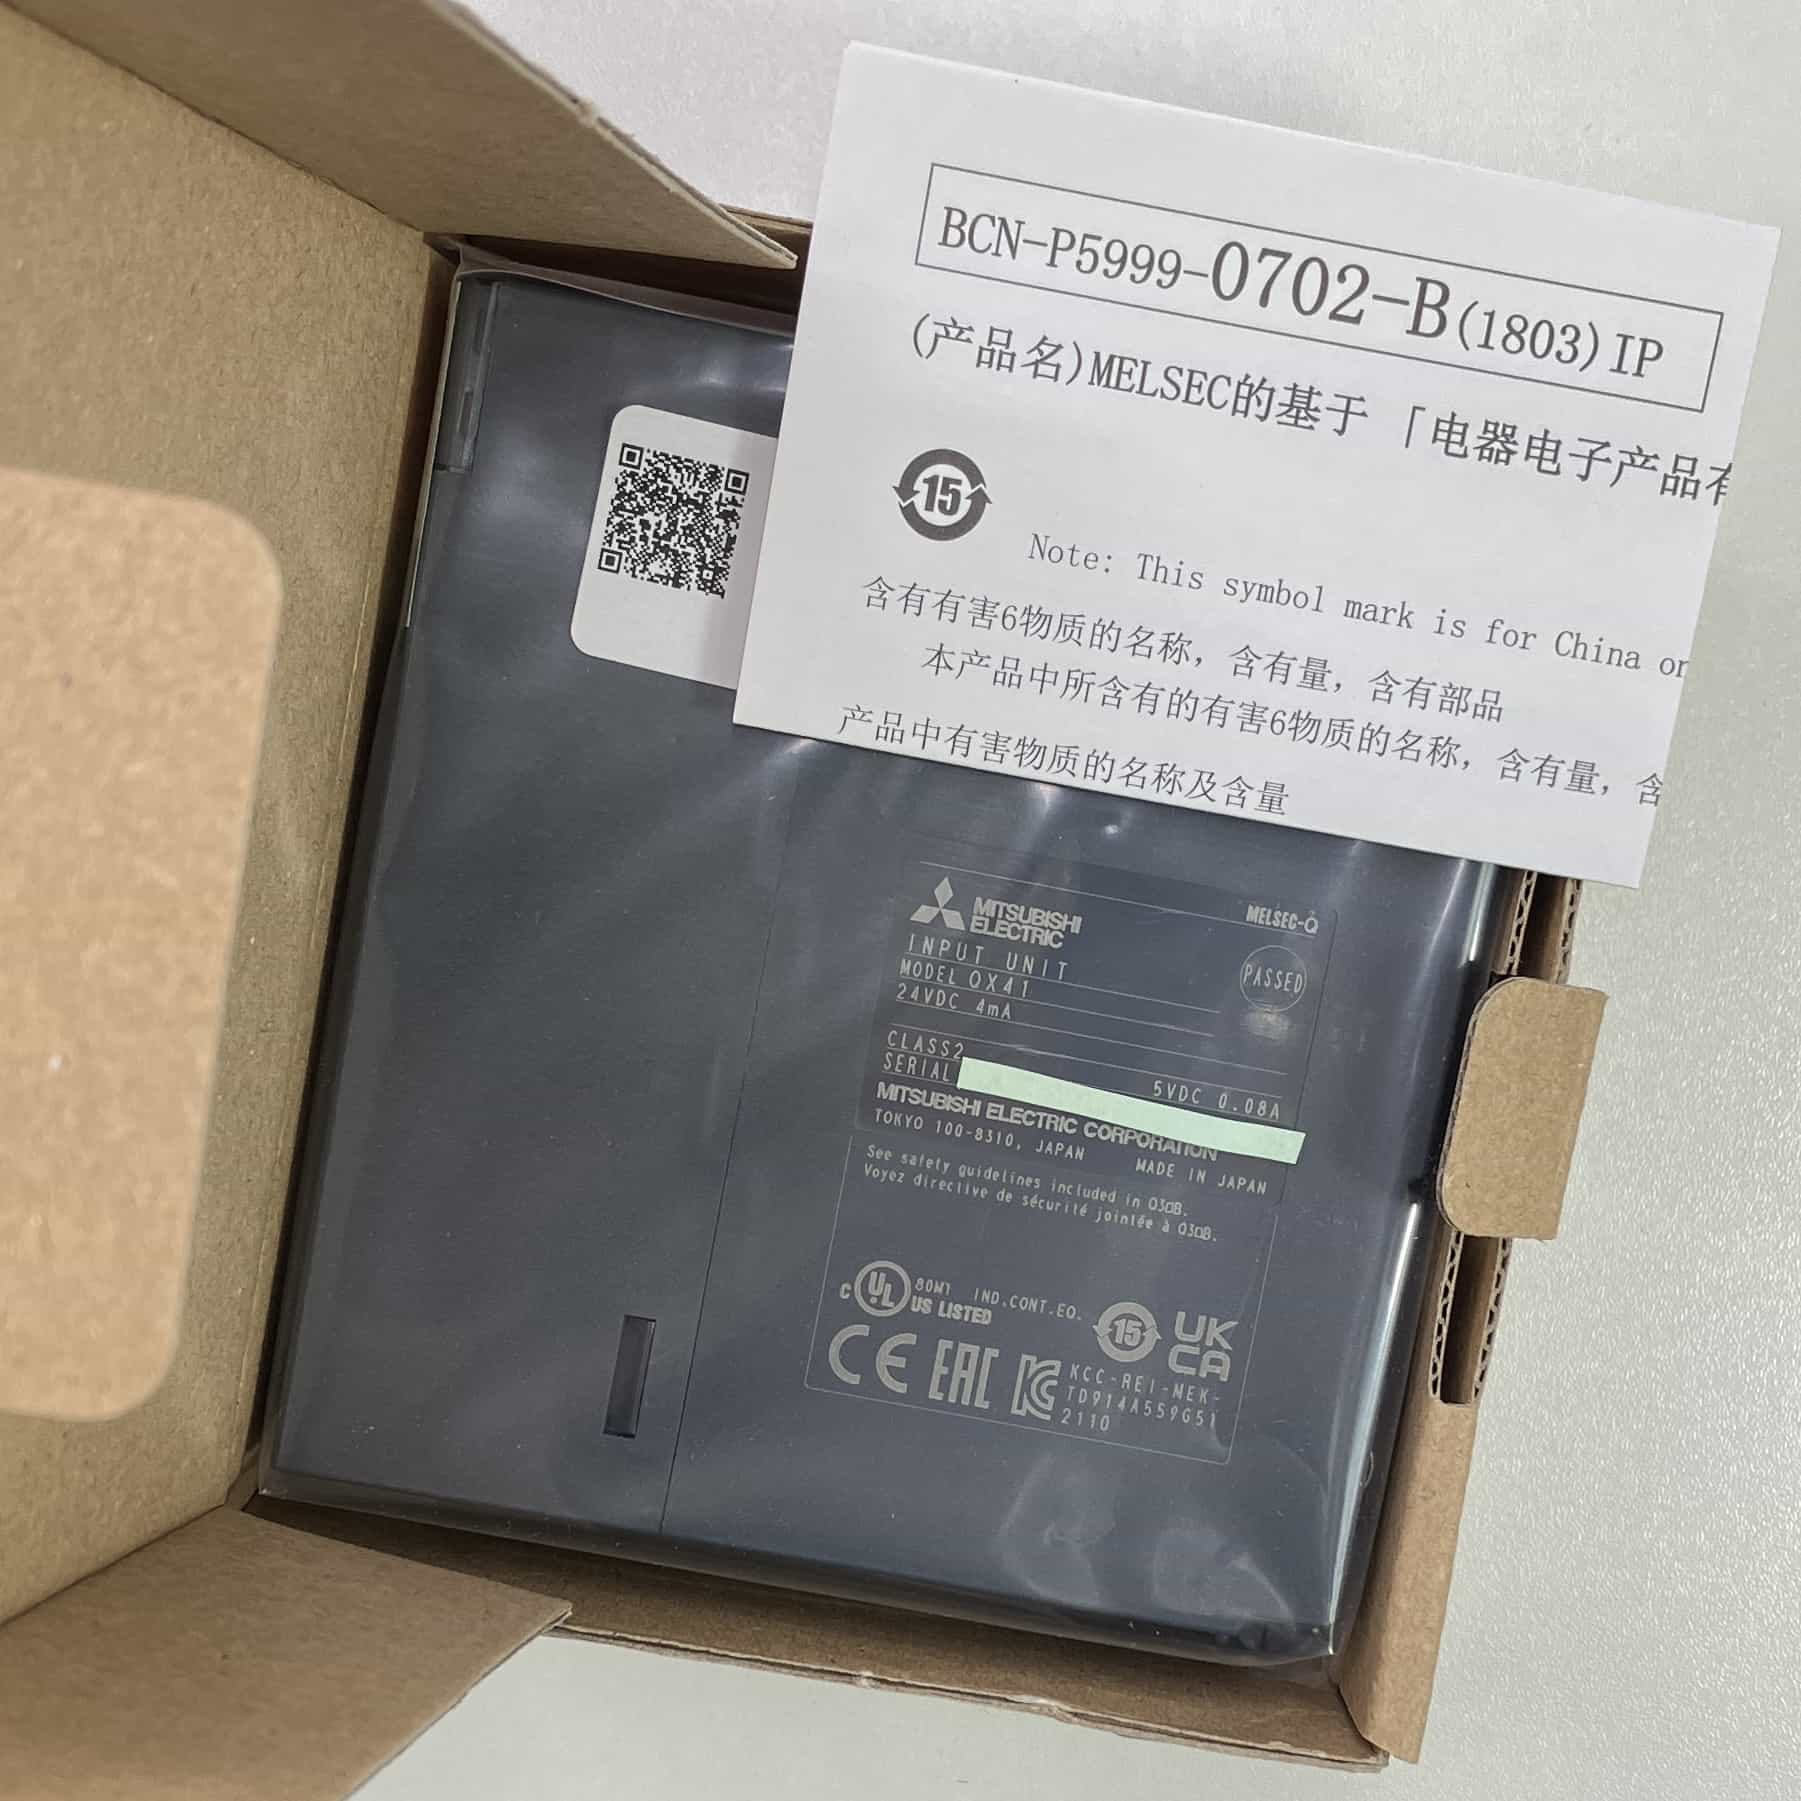 BCN-P5999-0702-B(1803)IP
(产品名)MELSEC的基于「电器电子产品有
15
Note: This symbol mark is for China on
含有有害6物质的名称，含有量，含有部品
本产品中所含有的有害6物质的名称，含有量，含
产品中有害物质的名称及含量
MITSUBISHI
ELECTRIC
MELSEC-Q
INPUT UNIT
PASSED
MODEL QX41
24VDC 4mA
CLASS2
5VDC 0.08A
SERIAL
MITSUBISHI ELECTRIC CORPORATION
TOKYO 100-8310, JAPAN MADE IN JAPAN
See safety guidelines included in Q3□B.
Voyez directive de sécurité jointée à Q3□B.
C UL US LISTED 80M1 IND.CONT.EQ.
15
UK
CA
CE EAC KC
KCC-REI-MEK-
TD914A559G51
2110